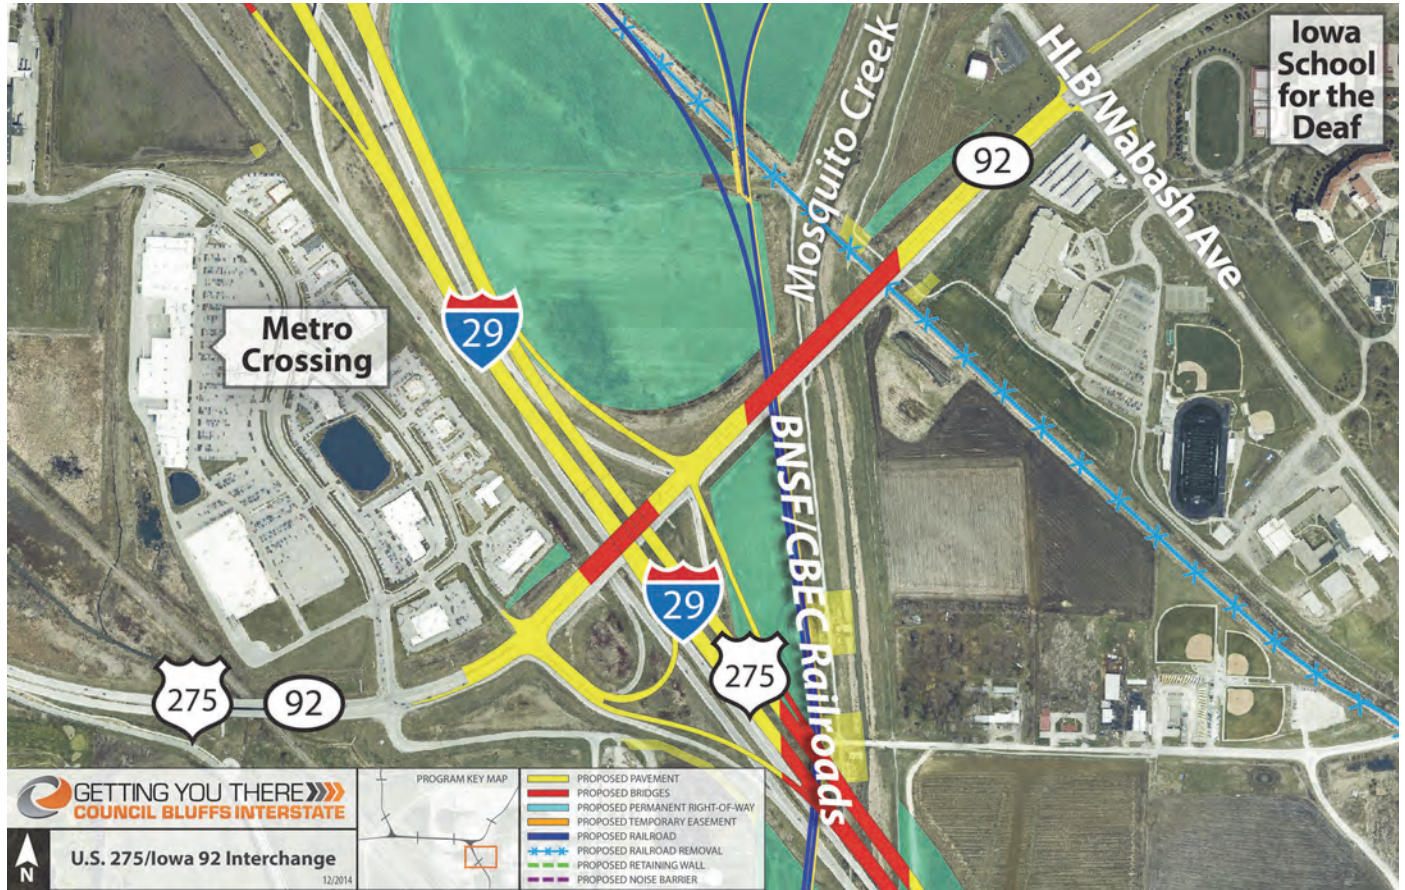 Iowa
School
for the
Deaf
HLB/Wabash Ave
Mosquito Creek
92
29
Metro
Crossing
BNSF/CBEC Railroads
29
275
275
92
GETTING YOU THERE
COUNCIL BLUFFS INTERSTATE
N
U.S. 275/Iowa 92 Interchange
12/2014
PROGRAM KEY MAP
PROPOSED PAVEMENT
PROPOSED BRIDGES
PROPOSED PERMANENT RIGHT-OF-WAY
PROPOSED TEMPORARY EASEMENT
PROPOSED RAILROAD
PROPOSED RAILROAD REMOVAL
PROPOSED RETAINING WALL
PROPOSED NOISE BARRIER